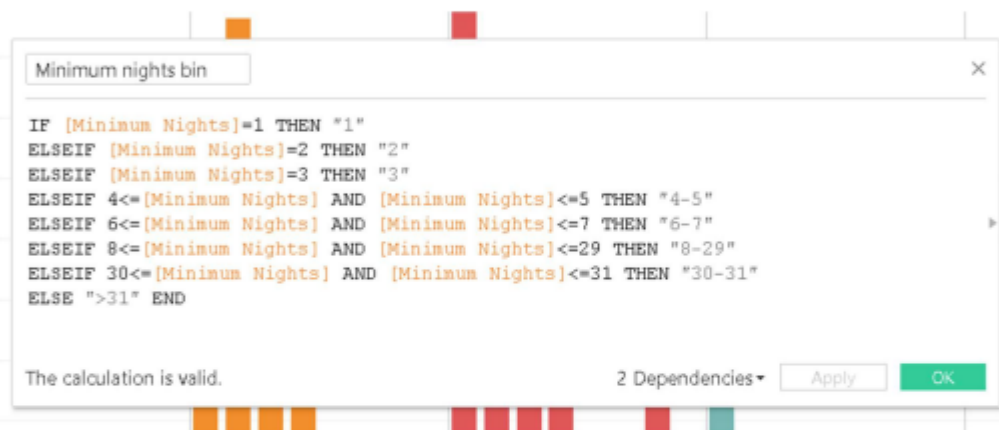 Minimum nights bin
IF [Minimum Nights]=1 THEN "1"
ELSEIF [Minimum Nights]=2 THEN "2"
ELSEIF [Minimum Nights]=3 THEN "3"
ELSEIF 4<=[Minimum Nights] AND [Minimum Nights]<=5 THEN "4-5"
ELSEIF 6<=[Minimum Nights] AND [Minimum Nights]<=7 THEN "6-7"
ELSEIF 8<=[Minimum Nights] AND [Minimum Nights]<=29 THEN "8-29"
ELSEIF 30<=[Minimum Nights] AND [Minimum Nights]<=31 THEN "30-31"
ELSE ">31" END
The calculation is valid. 2 Dependencies Apply OK